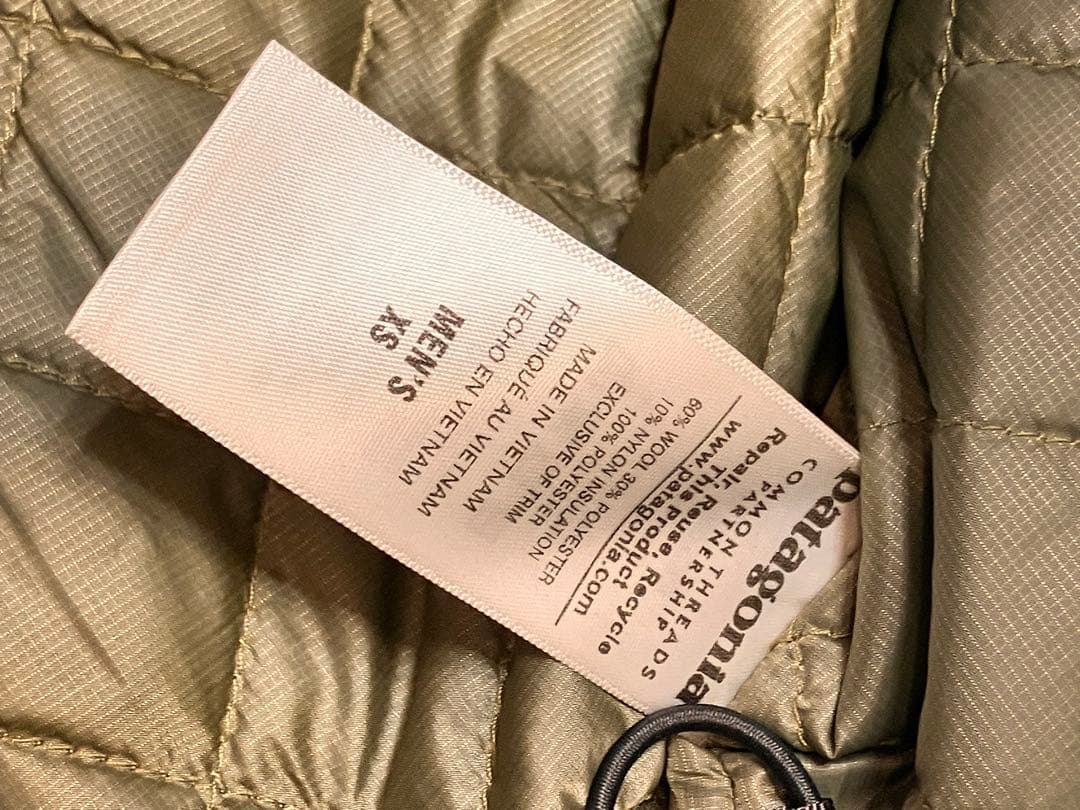 patagonia
COMMON THREADS
PARTNERSHIP
Repair, Reuse, Recycle
This Product
www.patagonia.com
60% WOOL 30% POLYESTER
10% NYLON INSULATION
100% POLYESTER
EXCLUSIVE OF TRIM
MADE IN VIETNAM
FABRIQUÉ AU VIETNAM
HECHO EN VIETNAM
MEN'S
XS